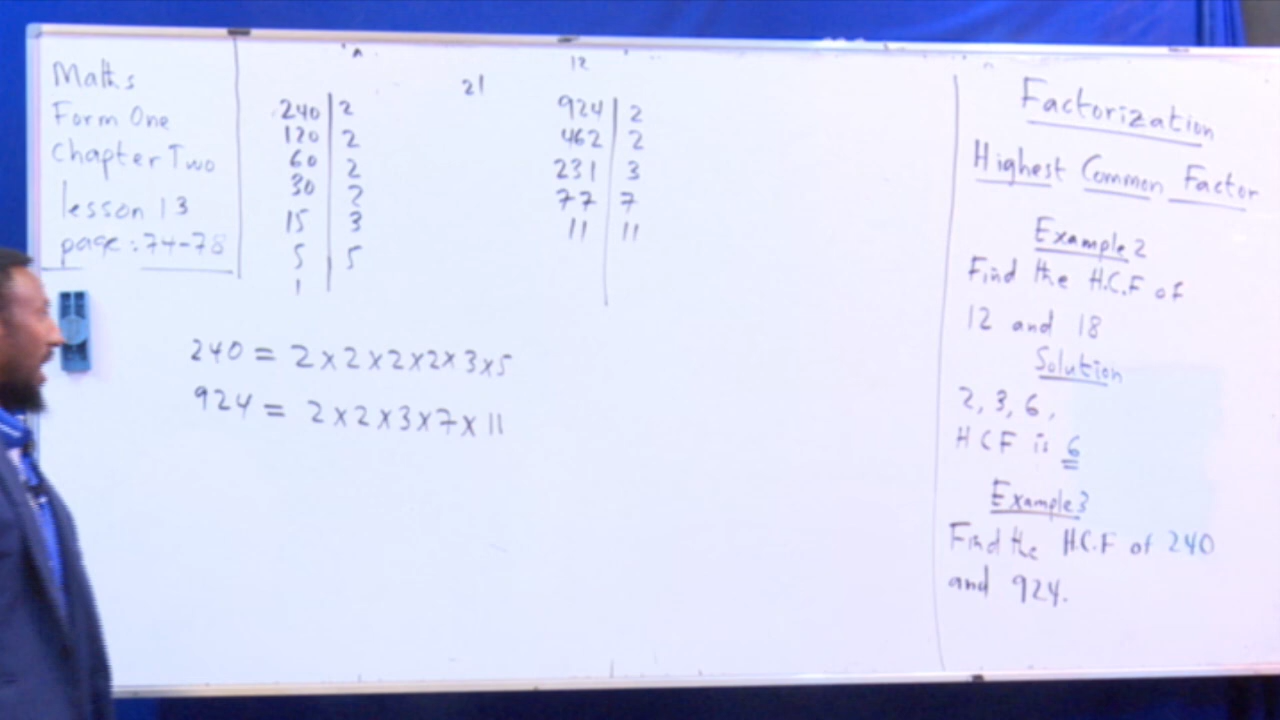 Maths
Form One
Chapter Two
lesson 13
page: 74-78
21
12
240 2
120 2
60 2
30 2
15 3
5 5
1
924 2
462 2
231 3
77 7
11 11
240 = 2×2×2×2×3×5
924 = 2×2×3×7×11
Factorization
Highest Common Factor
Example 2
Find the H.C.F of
12 and 18
Solution
2, 3, 6,
HCF is 6
Example 3
Find the H.C.F of 240
and 924.